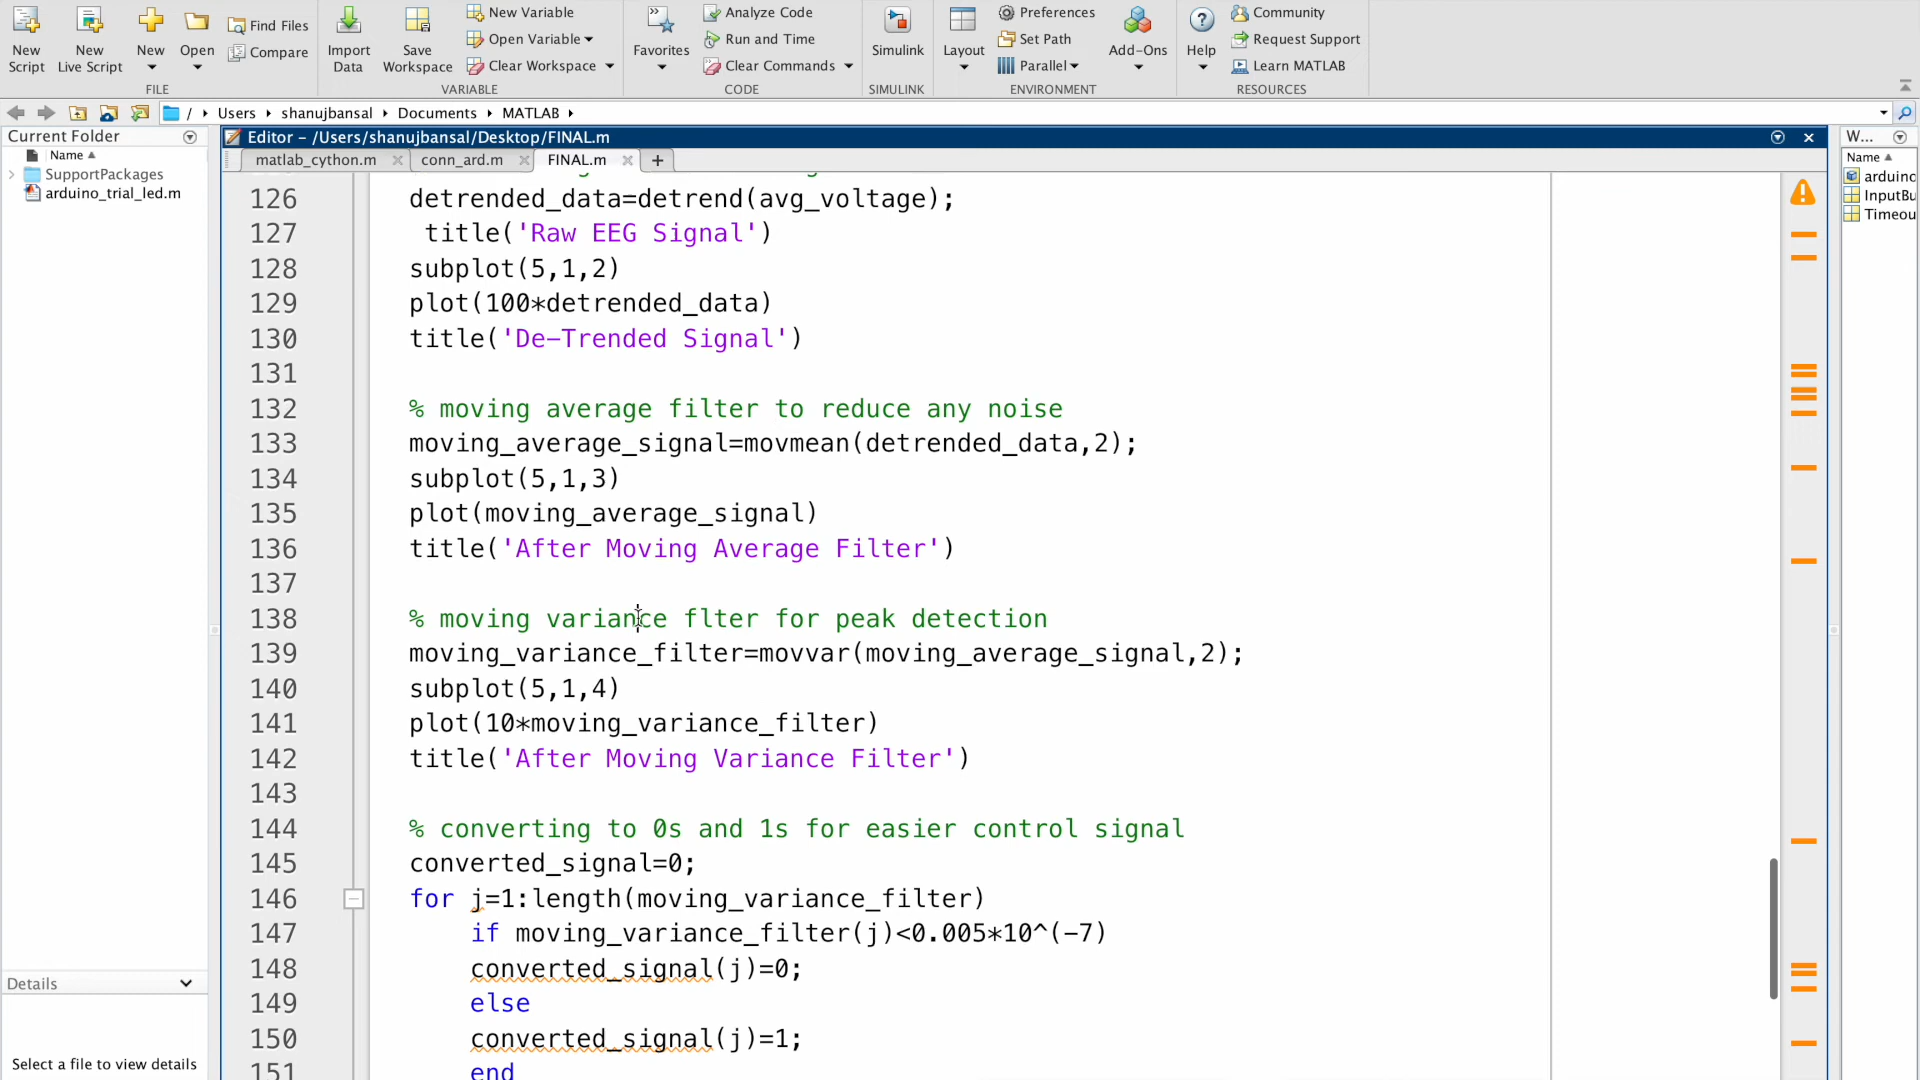 New Script
New Live Script
New
Open
Find Files
Compare
FILE
Import Data
Save Workspace
New Variable
Open Variable
Clear Workspace
VARIABLE
Favorites
Analyze Code
Run and Time
Clear Commands
CODE
Simulink
SIMULINK
Layout
Preferences
Set Path
Parallel
Add-Ons
ENVIRONMENT
Help
Community
Request Support
Learn MATLAB
RESOURCES
/ Users shanujbansal Documents MATLAB
Current Folder
Name
SupportPackages
arduino_trial_led.m
Details
Select a file to view details
Editor – /Users/shanujbansal/Desktop/FINAL.m
matlab_cython.m
conn_ard.m
FINAL.m
126 detrended_data=detrend(avg_voltage);
127 title('Raw EEG Signal')
128 subplot(5,1,2)
129 plot(100*detrended_data)
130 title('De-Trended Signal')
131
132 % moving average filter to reduce any noise
133 moving_average_signal=movmean(detrended_data,2);
134 subplot(5,1,3)
135 plot(moving_average_signal)
136 title('After Moving Average Filter')
137
138 % moving variance flter for peak detection
139 moving_variance_filter=movvar(moving_average_signal,2);
140 subplot(5,1,4)
141 plot(10*moving_variance_filter)
142 title('After Moving Variance Filter')
143
144 % converting to 0s and 1s for easier control signal
145 converted_signal=0;
146 for j=1:length(moving_variance_filter)
147 if moving_variance_filter(j)<0.005*10^(-7)
148 converted_signal(j)=0;
149 else
150 converted_signal(j)=1;
151 end
W...
Name
arduino
InputBu
Timeou